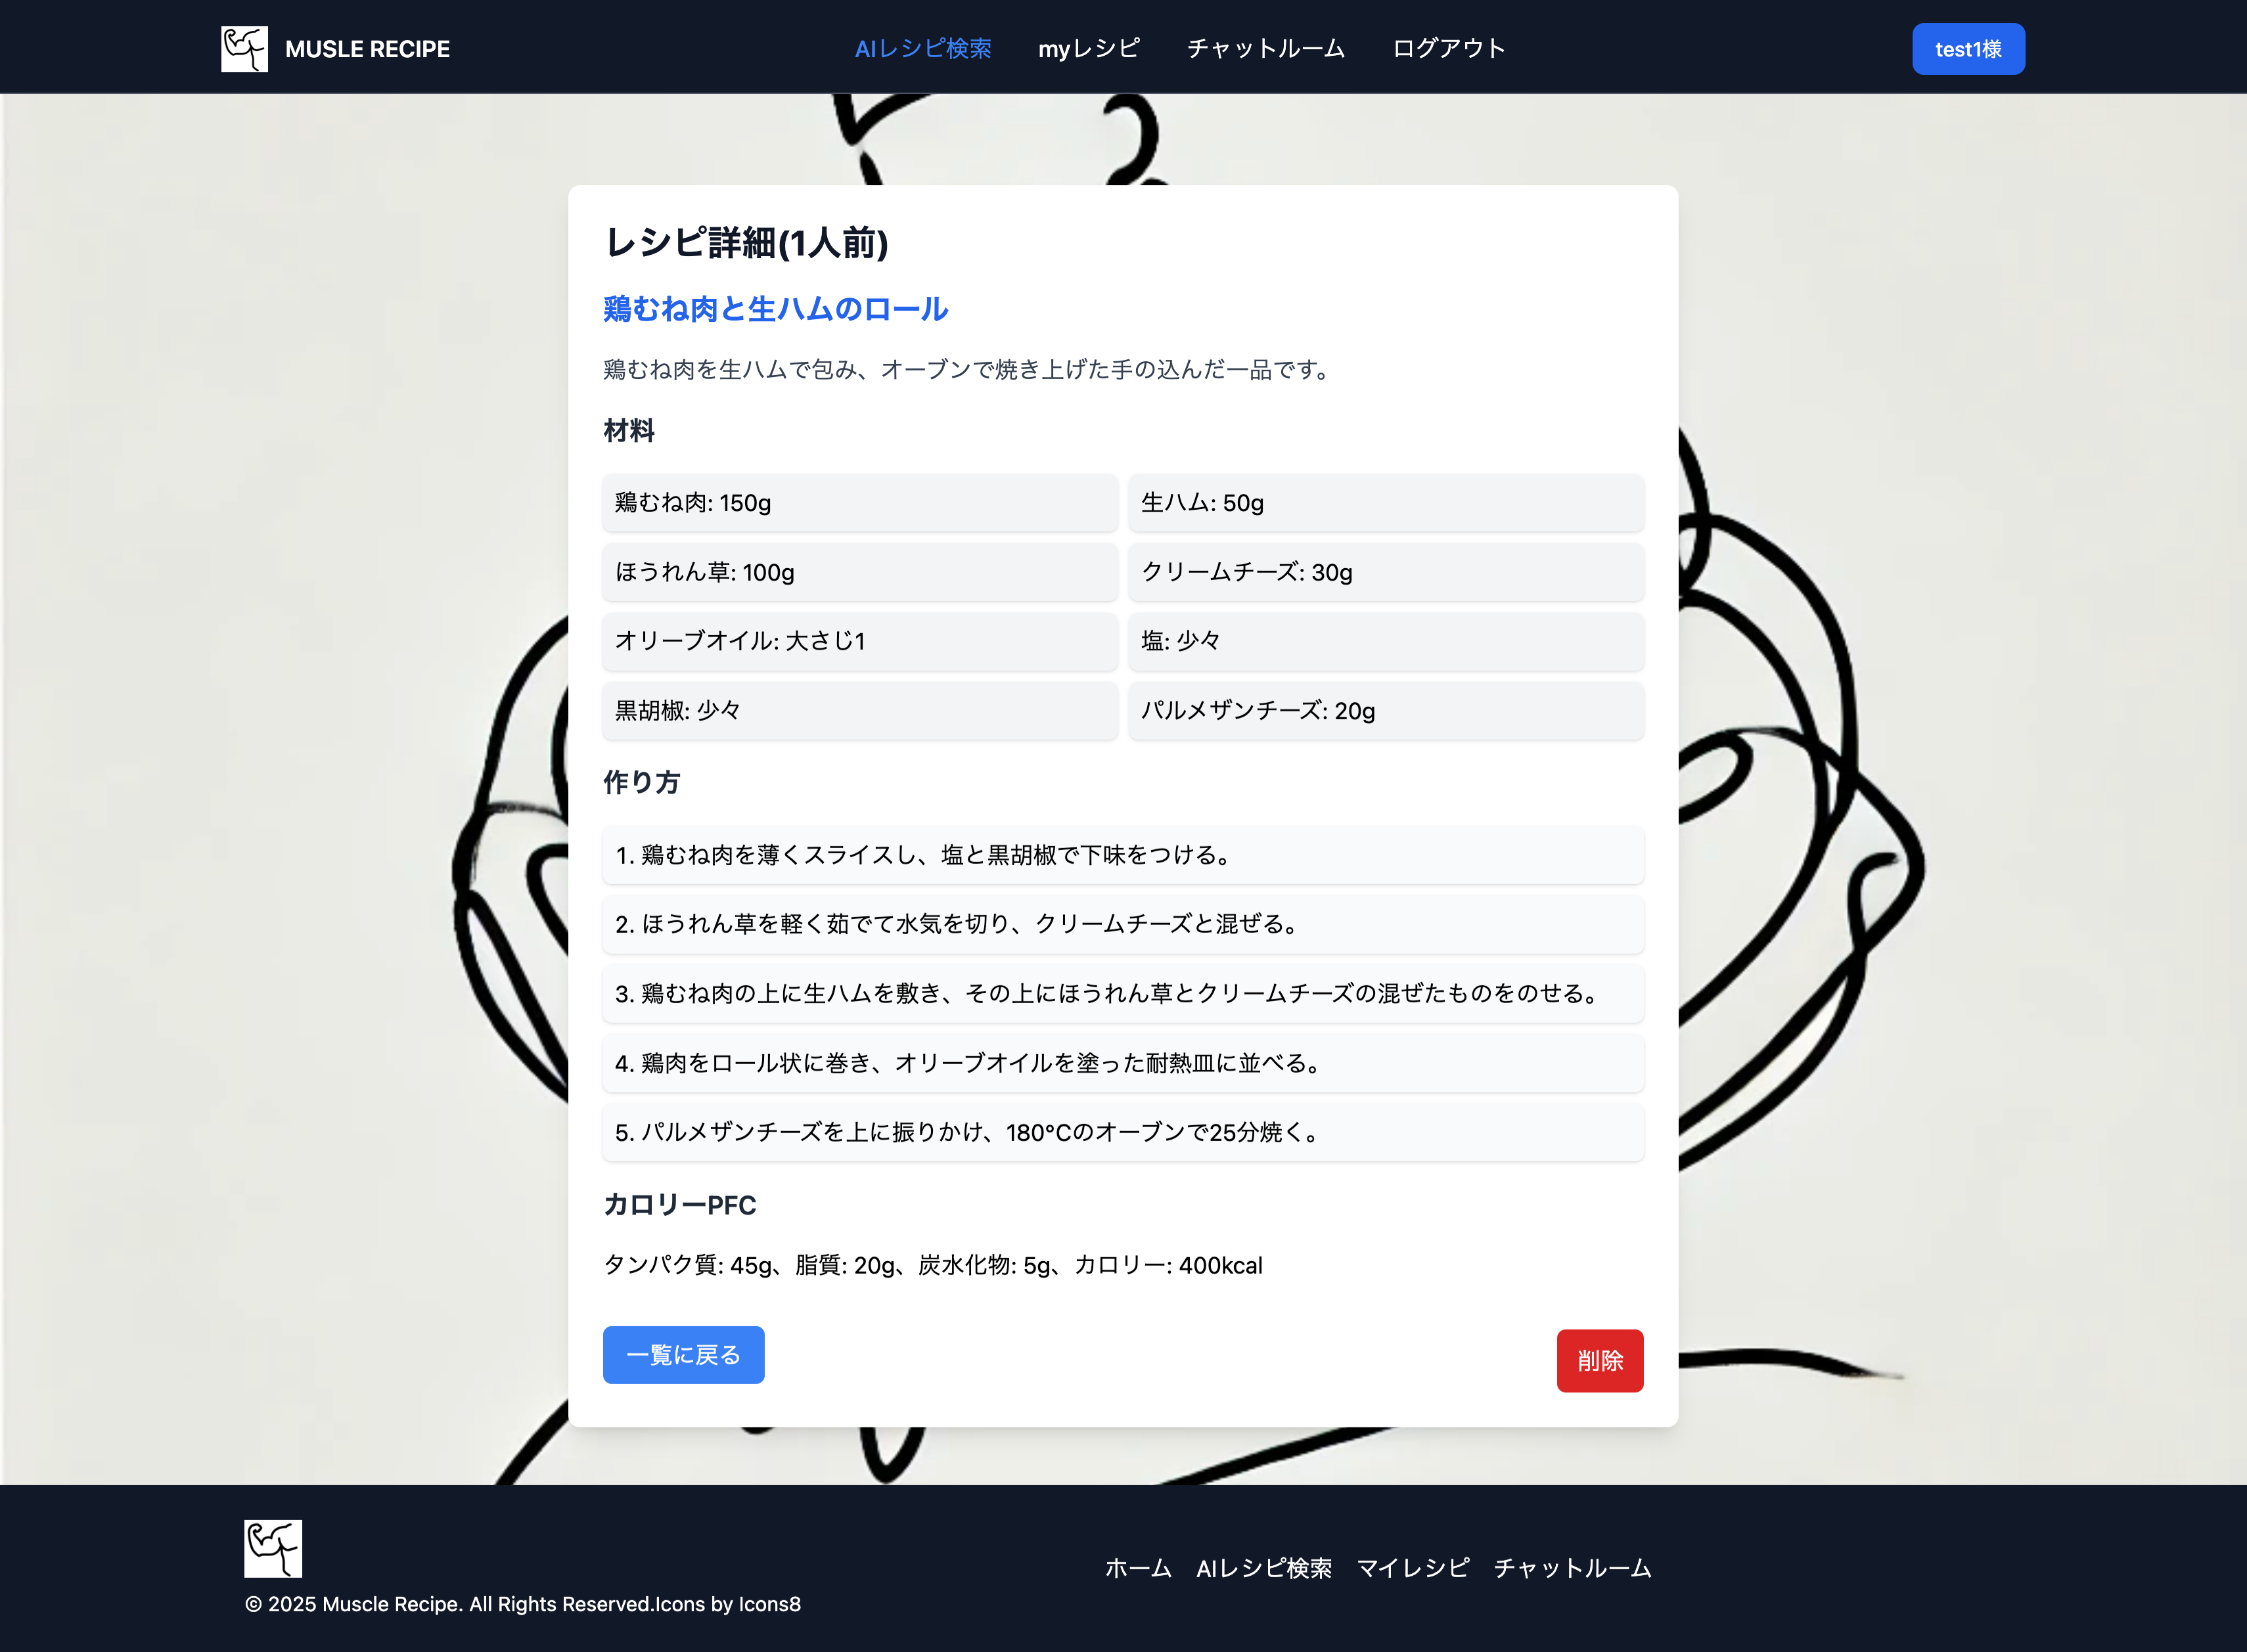 MUSLE RECIPE
AIレシピ検索
myレシピ
チャットルーム
ログアウト
test1様
レシピ詳細(1人前)
鶏むね肉と生ハムのロール
鶏むね肉を生ハムで包み、オーブンで焼き上げた手の込んだ一品です。
材料
鶏むね肉: 150g
生ハム: 50g
ほうれん草: 100g
クリームチーズ: 30g
オリーブオイル: 大さじ1
塩: 少々
黒胡椒: 少々
パルメザンチーズ: 20g
作り方
1. 鶏むね肉を薄くスライスし、塩と黒胡椒で下味をつける。
2. ほうれん草を軽く茹でて水気を切り、クリームチーズと混ぜる。
3. 鶏むね肉の上に生ハムを敷き、その上にほうれん草とクリームチーズの混ぜたものをのせる。
4. 鶏肉をロール状に巻き、オリーブオイルを塗った耐熱皿に並べる。
5. パルメザンチーズを上に振りかけ、180°Cのオーブンで25分焼く。
カロリーPFC
タンパク質: 45g、脂質: 20g、炭水化物: 5g、カロリー: 400kcal
一覧に戻る
削除
ホーム
AIレシピ検索
マイレシピ
チャットルーム
© 2025 Muscle Recipe. All Rights Reserved.Icons by Icons8